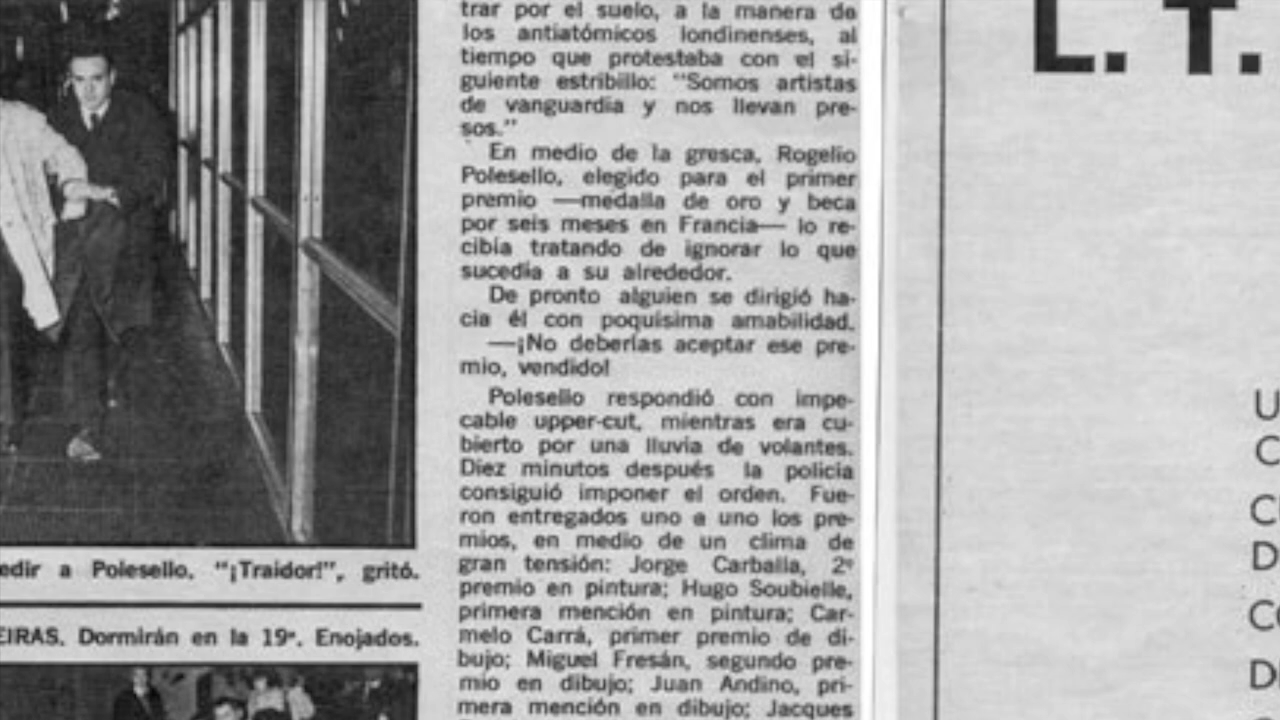 trar por el suelo, a la manera de
los antiatómicos londinenses, al
tiempo que protestaba con el si-
guiente estribillo: "Somos artistas
de vanguardia y nos llevan pre-
sos."
En medio de la gresca, Rogelio
Polesello, elegido para el primer
premio —medalla de oro y beca
por seis meses en Francia— lo re-
cibía tratando de ignorar lo que
sucedía a su alrededor.
De pronto alguien se dirigió ha-
cia él con poquísima amabilidad.
—¡No deberías aceptar ese pre-
mio, vendido!
Polesello respondió con impe-
cable upper-cut, mientras era cu-
bierto por una lluvia de volantes.
Diez minutos después la policía
consiguió imponer el orden. Fue-
ron entregados uno a uno los pre-
mios, en medio de un clima de
gran tensión: Jorge Carballa, 2º
premio en pintura; Hugo Soubielle,
primera mención en pintura; Car-
melo Carrá, primer premio de di-
bujo; Miguel Fresán, segundo pre-
mio en dibujo; Juan Andino, pri-
mera mención en dibujo; Jacques
edir a Polesello. "¡Traidor!", gritó.
EIRAS. Dormirán en la 19ª. Enojados.
L. T.
U
C
C
D
C
D